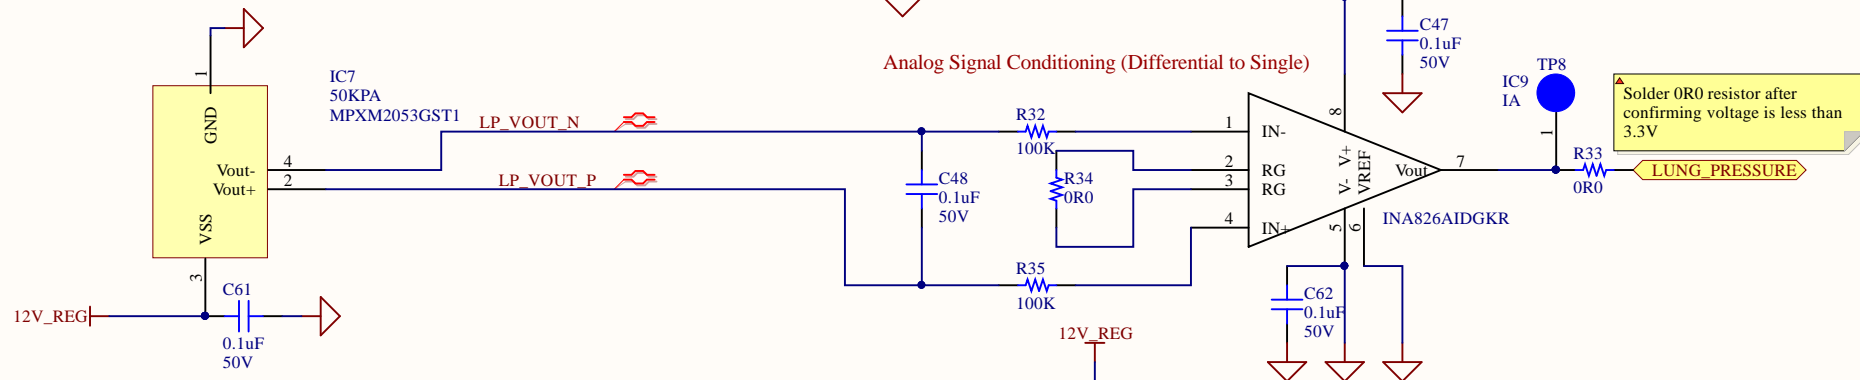 C47
0.1uF
50V
Analog Signal Conditioning (Differential to Single)
TP8
IC9
IA
1
Solder 0R0 resistor after
confirming voltage is less than
3.3V
1
GND
IC7
50KPA
MPXM2053GST1
Vout-
4
Vout+
2
VSS
3
LP_VOUT_N
LP_VOUT_P
C48
0.1uF
50V
R32
100K
R34
0R0
R35
100K
1
IN-
2
RG
3
RG
4
IN+
8
V+
V-
VREF
Vout
7
5
6
INA826AIDGKR
R33
0R0
LUNG_PRESSURE
12V_REG
C61
0.1uF
50V
C62
0.1uF
50V
12V_REG